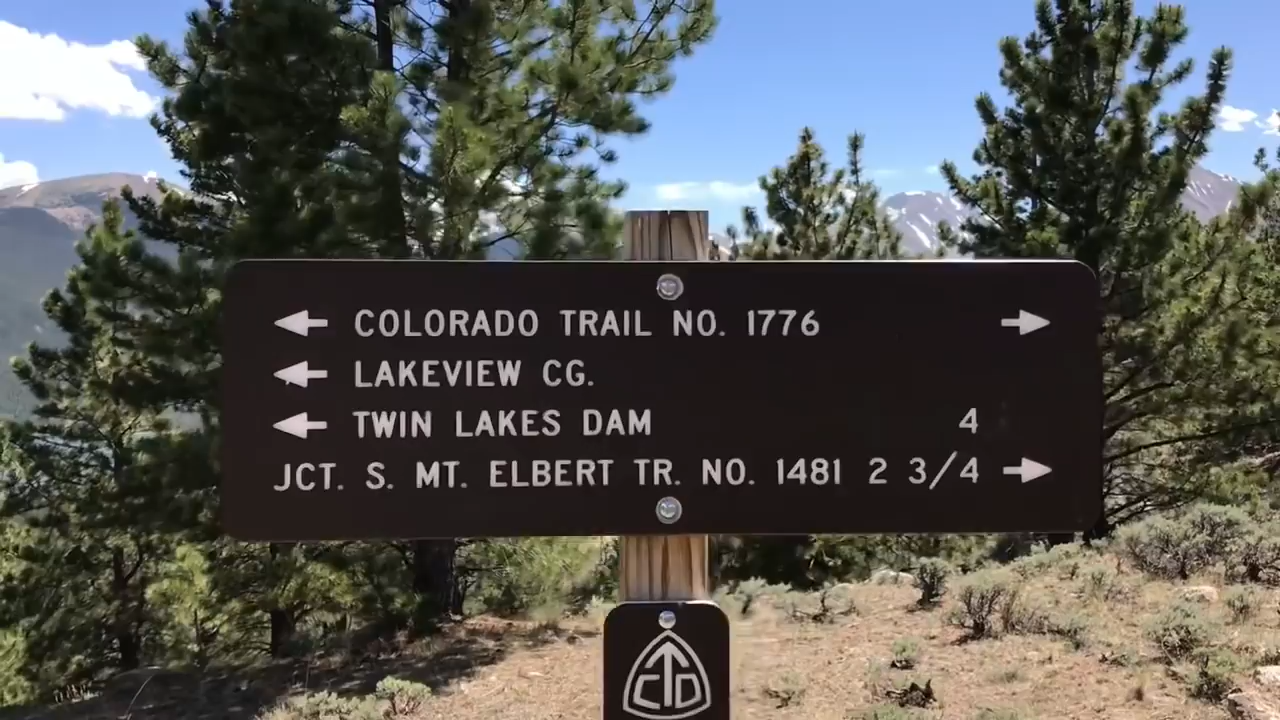 ← COLORADO TRAIL NO. 1776 →
← LAKEVIEW CG.
← TWIN LAKES DAM 4
JCT. S. MT. ELBERT TR. NO. 1481 2 3/4 →
CTD